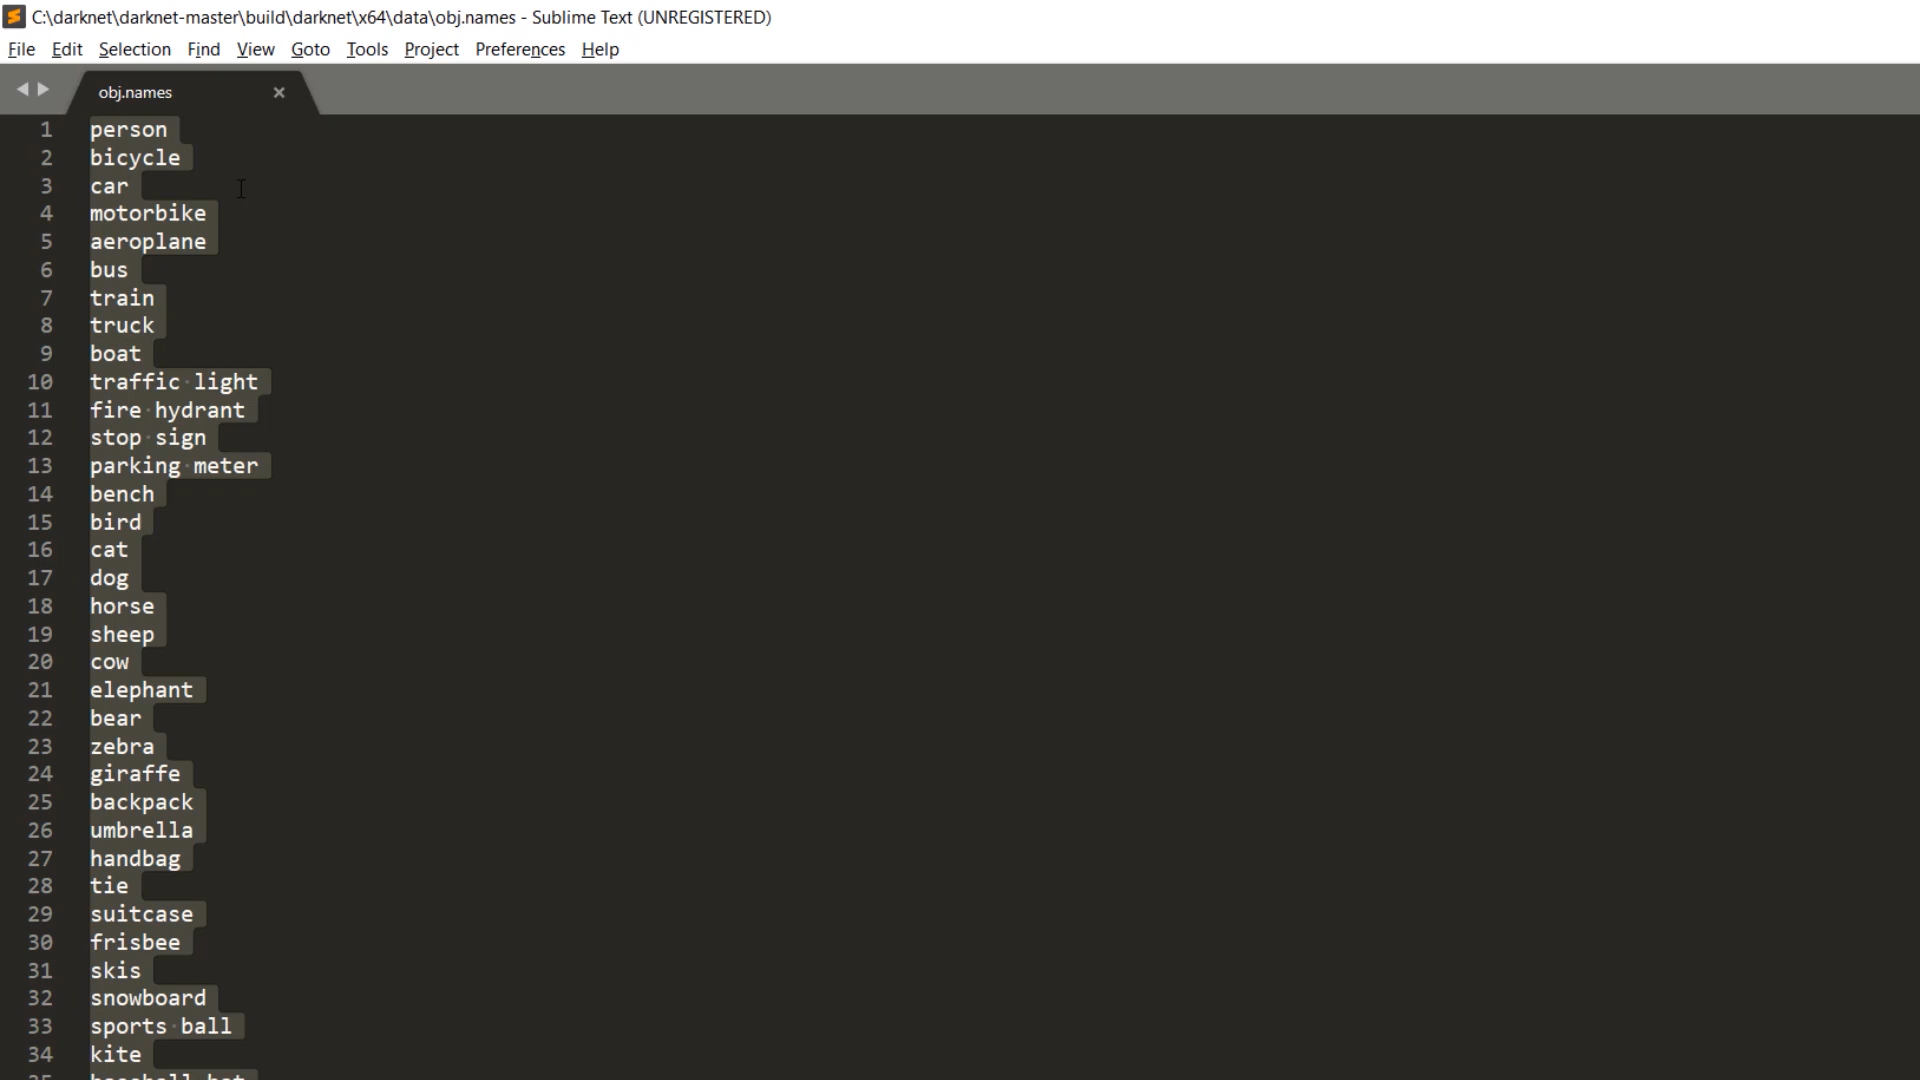 C:\darknet\darknet-master\build\darknet\x64\data\obj.names - Sublime Text (UNREGISTERED)
File Edit Selection Find View Goto Tools Project Preferences Help
obj.names
1 person
2 bicycle
3 car
4 motorbike
5 aeroplane
6 bus
7 train
8 truck
9 boat
10 traffic light
11 fire hydrant
12 stop sign
13 parking meter
14 bench
15 bird
16 cat
17 dog
18 horse
19 sheep
20 cow
21 elephant
22 bear
23 zebra
24 giraffe
25 backpack
26 umbrella
27 handbag
28 tie
29 suitcase
30 frisbee
31 skis
32 snowboard
33 sports ball
34 kite